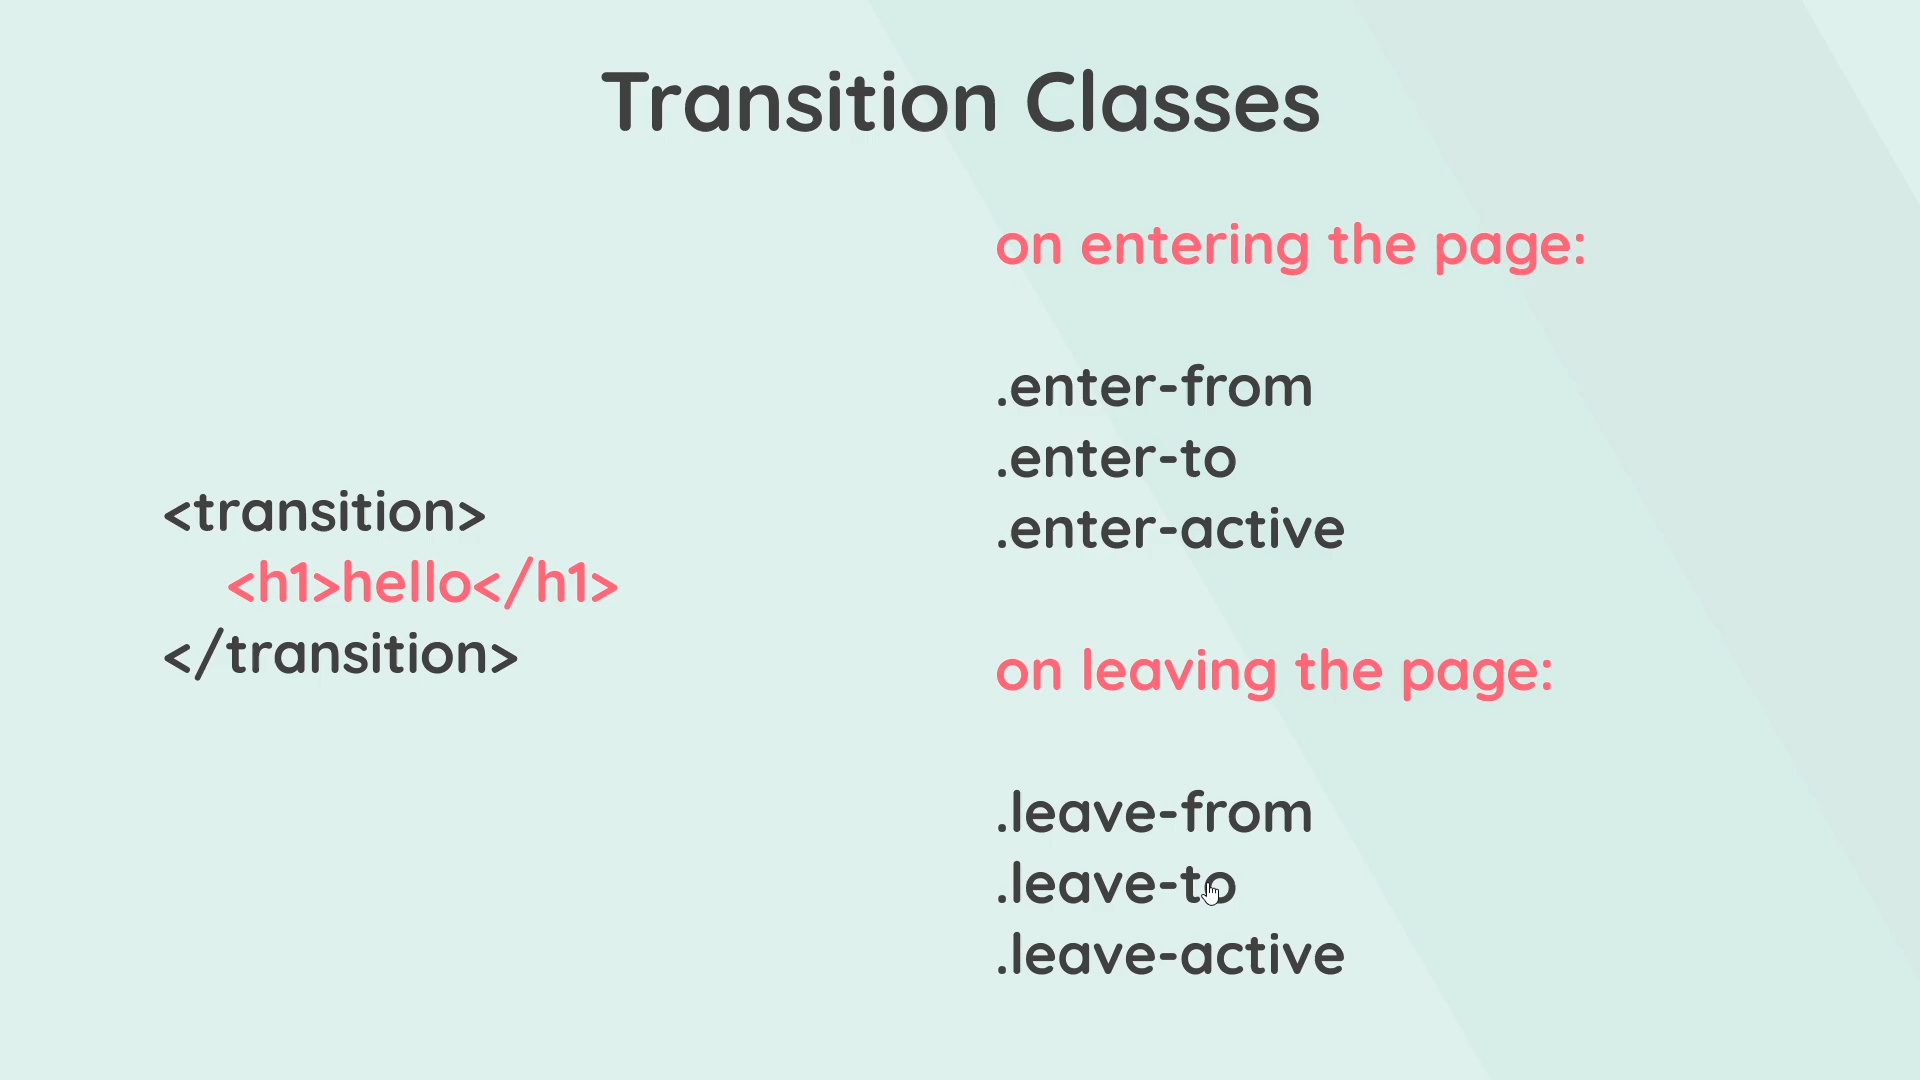 Transition Classes
<transition>
<h1>hello</h1>
</transition>
on entering the page:
.enter-from
.enter-to
.enter-active
on leaving the page:
.leave-from
.leave-to
.leave-active